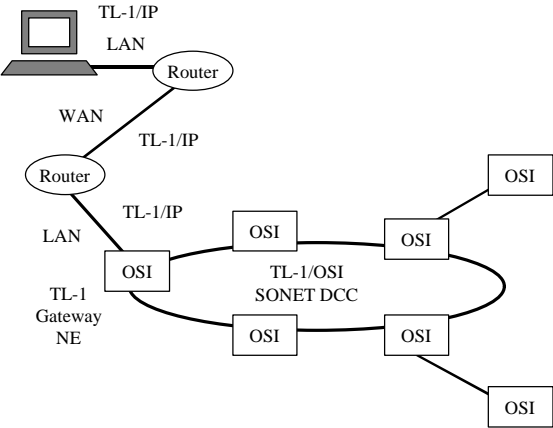 TL-1/IP
LAN
Router
WAN
TL-1/IP
Router
OSI
TL-1/IP
LAN
OSI
OSI
OSI
TL-1/OSI
SONET DCC
TL-1
Gateway
NE
OSI
OSI
OSI